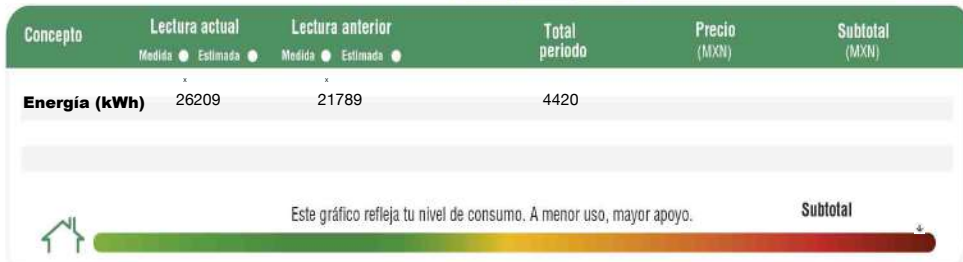 Concepto Lectura actual Lectura anterior Total periodo Precio (MXN) Subtotal (MXN)
Medida Estimada Medida Estimada
x x
Energía (kWh) 26209 21789 4420
Este gráfico refleja tu nivel de consumo. A menor uso, mayor apoyo. Subtotal